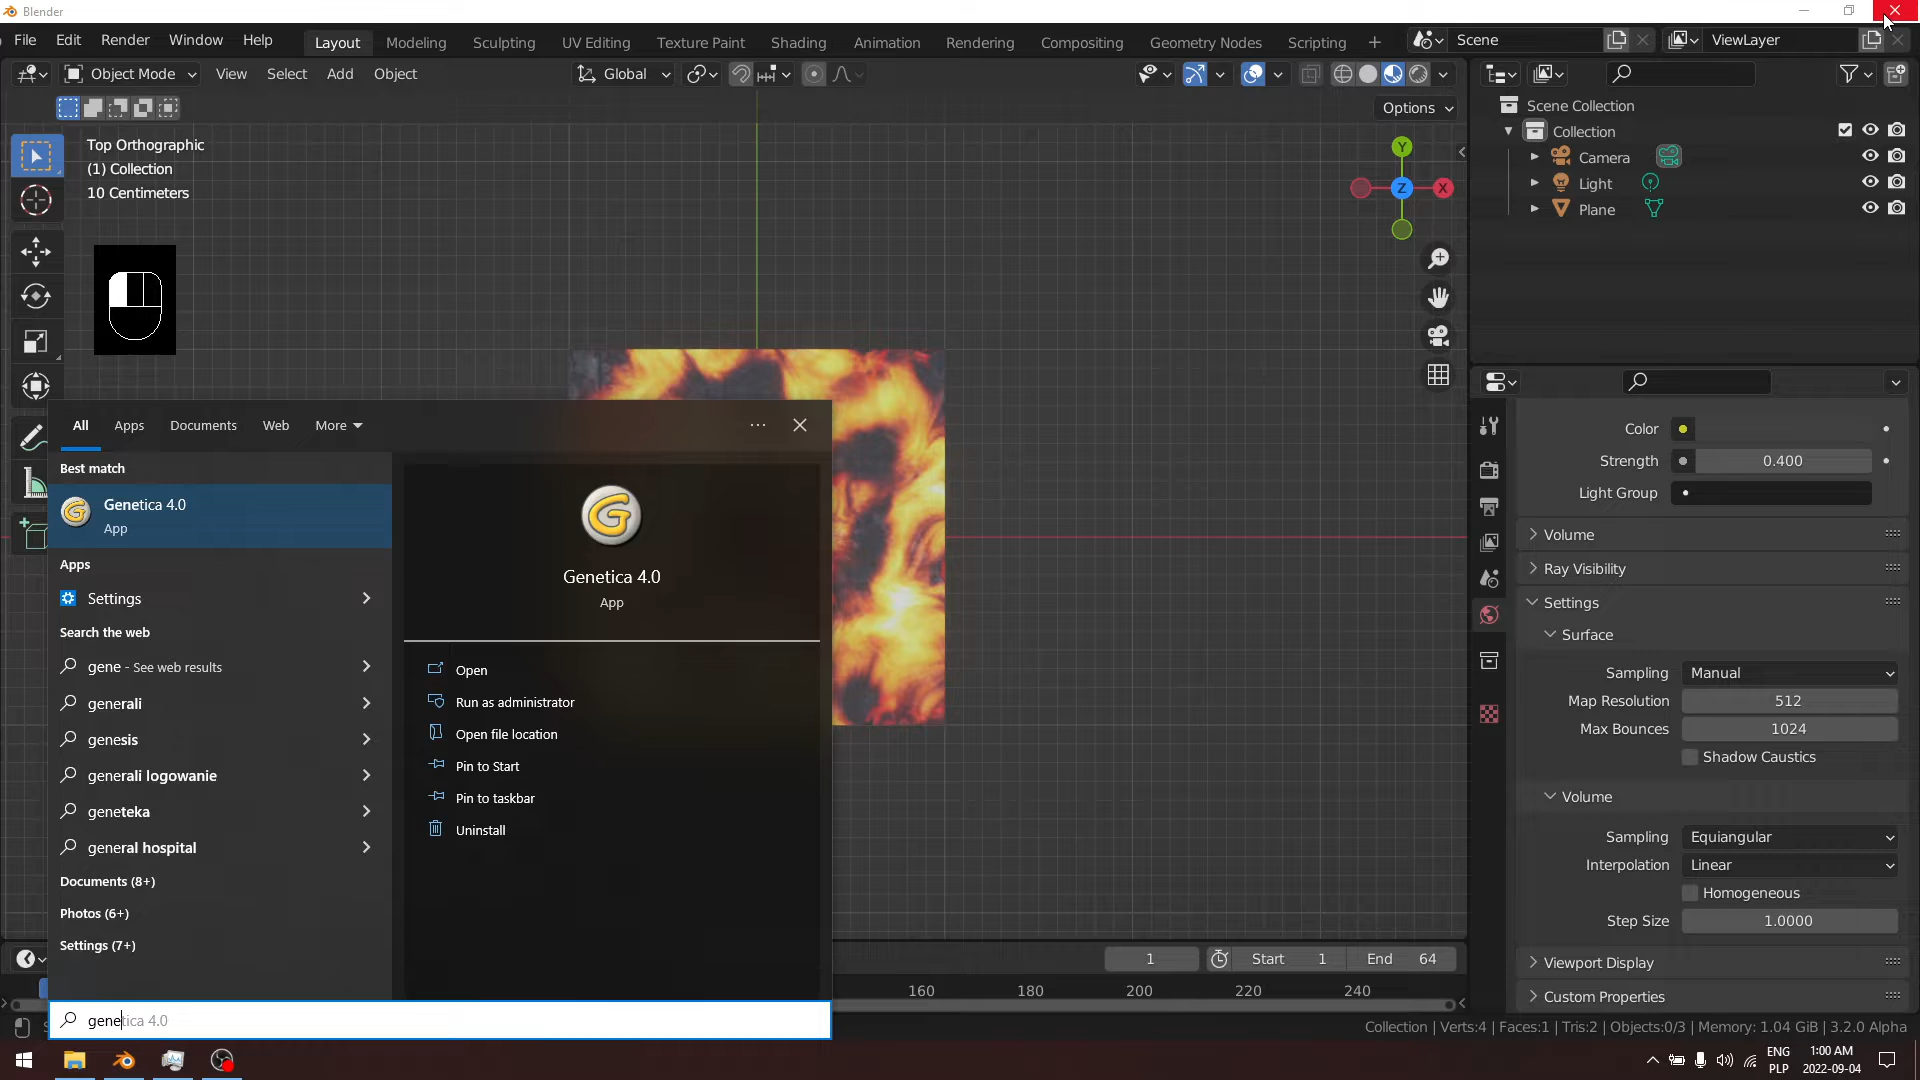 Blender
File Edit Render Window Help Layout Modeling Sculpting UV Editing Texture Paint Shading Animation Rendering Compositing Geometry Nodes Scripting + Scene ViewLayer
Object Mode View Select Add Object Global
Options
Top Orthographic
(1) Collection
10 Centimeters
Y
Z X
Scene Collection
Collection
Camera
Light
Plane
Color
Strength 0.400
Light Group
Volume
Ray Visibility
Settings
Surface
Sampling Manual
Map Resolution 512
Max Bounces 1024
Shadow Caustics
Volume
Sampling Equiangular
Interpolation Linear
Homogeneous
Step Size 1.0000
Viewport Display
Custom Properties
All Apps Documents Web More
Best match
Genetica 4.0
App
Apps
Settings
Search the web
gene - See web results
generali
genesis
generali logowanie
geneteka
general hospital
Documents (8+)
Photos (6+)
Settings (7+)
G
Genetica 4.0
App
Open
Run as administrator
Open file location
Pin to Start
Pin to taskbar
Uninstall
genetica 4.0
1 Start 1 End 64
160 180 200 220 240
Collection | Verts:4 | Faces:1 | Tris:2 | Objects:0/3 | Memory: 1.04 GiB | 3.2.0 Alpha
ENG 1:00 AM
PLP 2022-09-04